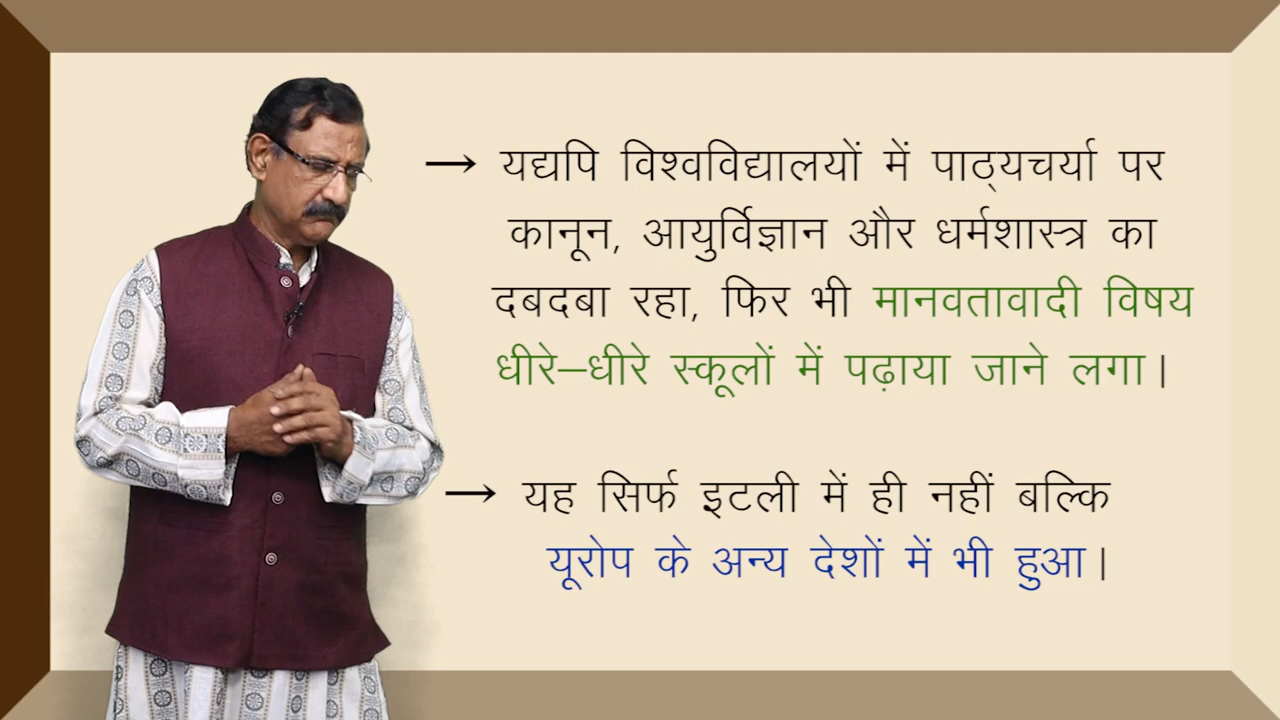 → यद्यपि विश्वविद्यालयों में पाठ्यचर्या पर
कानून, आयुर्विज्ञान और धर्मशास्त्र का
दबदबा रहा, फिर भी मानवतावादी विषय
धीरे–धीरे स्कूलों में पढ़ाया जाने लगा।
→ यह सिर्फ इटली में ही नहीं बल्कि
यूरोप के अन्य देशों में भी हुआ।